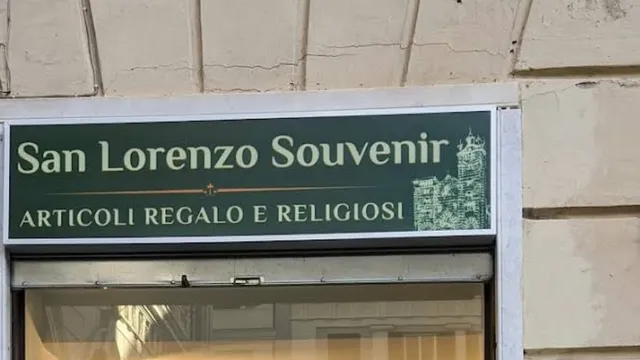 San Lorenzo Souvenir
ARTICOLI REGALO E RELIGIOSI